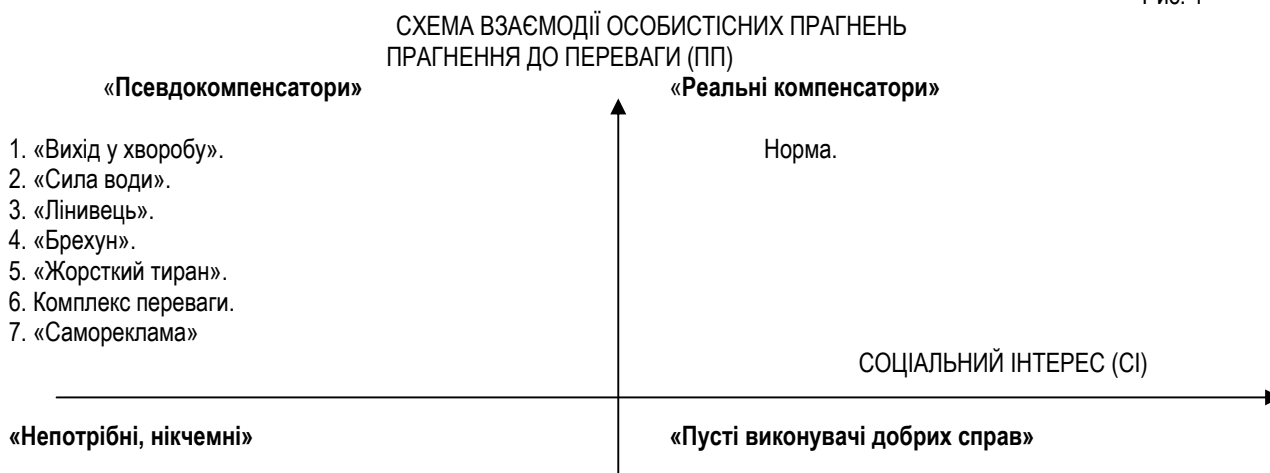 СХЕМА ВЗАЄМОДІЇ ОСОБИСТІСНИХ ПРАГНЕНЬ
ПРАГНЕННЯ ДО ПЕРЕВАГИ (ПП)
«Псевдокомпенсатори» «Реальні компенсатори»
1. «Вихід у хворобу». Норма.
2. «Сила води».
3. «Лінивець».
4. «Брехун».
5. «Жорсткий тиран».
6. Комплекс переваги.
7. «Самореклама»
СОЦІАЛЬНИЙ ІНТЕРЕС (СІ)
«Непотрібні, нікчемні» «Пусті виконувачі добрих справ»